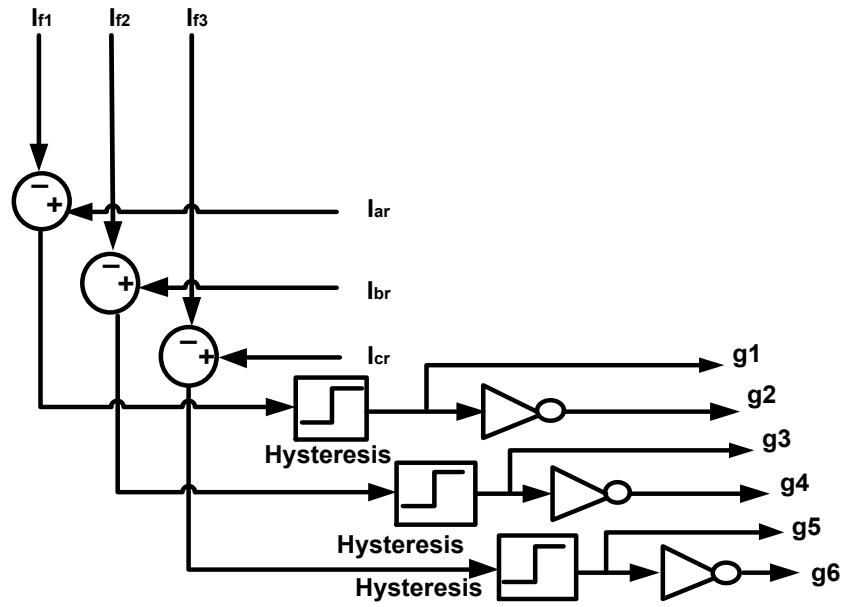 If1 If2 If3
− + Iar
− + Ibr
− + Icr
g1
g2
Hysteresis
g3
g4
Hysteresis
g5
Hysteresis
g6